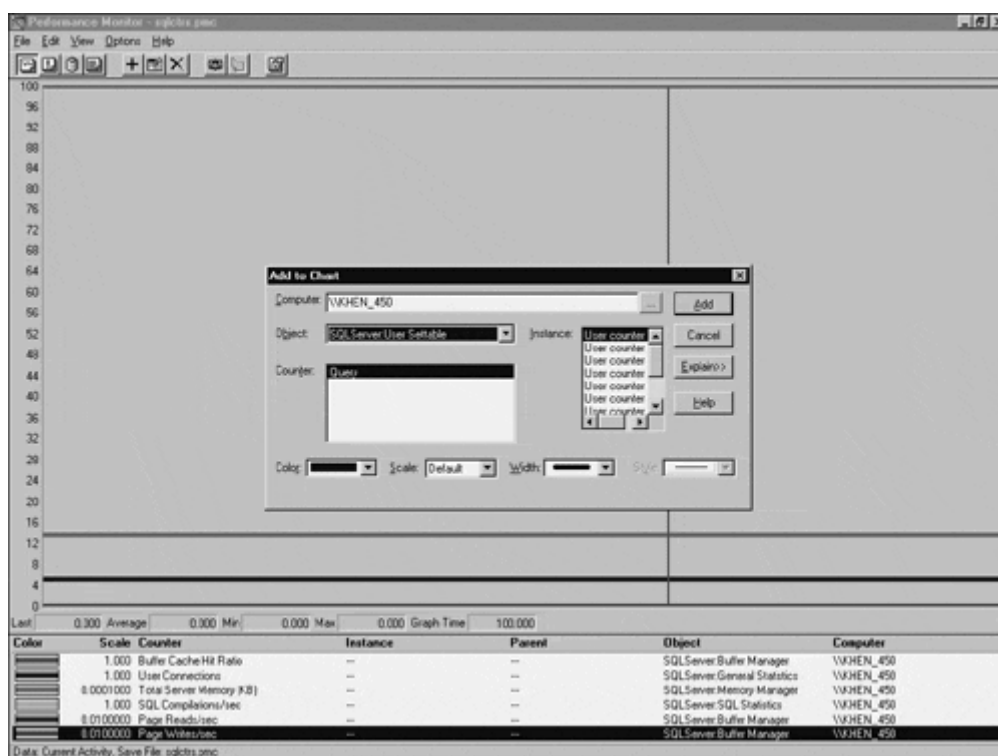 Performance Monitor - sqlctrs.pmc
File Edit View Options Help
100
96
92
88
84
80
76
72
68
64
60
56
52
48
44
40
36
32
28
24
20
16
12
8
4
0
Add to Chart
Computer: \\KHEN_450 ... Add
Object: SQLServer:User Settable Instance: User counter Cancel
User counter
User counter
Counter: Query User counter Explain>>
User counter
User counter
User counter Help
Color: Scale: Default Width: Style:
Last 0.300 Average 0.000 Min 0.000 Max 0.000 Graph Time 100.000
Color Scale Counter Instance Parent Object Computer
1.000 Buffer Cache Hit Ratio -- -- SQLServer:Buffer Manager \\KHEN_450
1.000 User Connections -- -- SQLServer:General Statistics \\KHEN_450
0.0001000 Total Server Memory (KB) -- -- SQLServer:Memory Manager \\KHEN_450
1.000 SQL Compilations/sec -- -- SQLServer:SQL Statistics \\KHEN_450
0.0100000 Page Reads/sec -- -- SQLServer:Buffer Manager \\KHEN_450
0.0100000 Page Writes/sec -- -- SQLServer:Buffer Manager \\KHEN_450
Data: Current Activity, Save File: sqlctrs.pmc